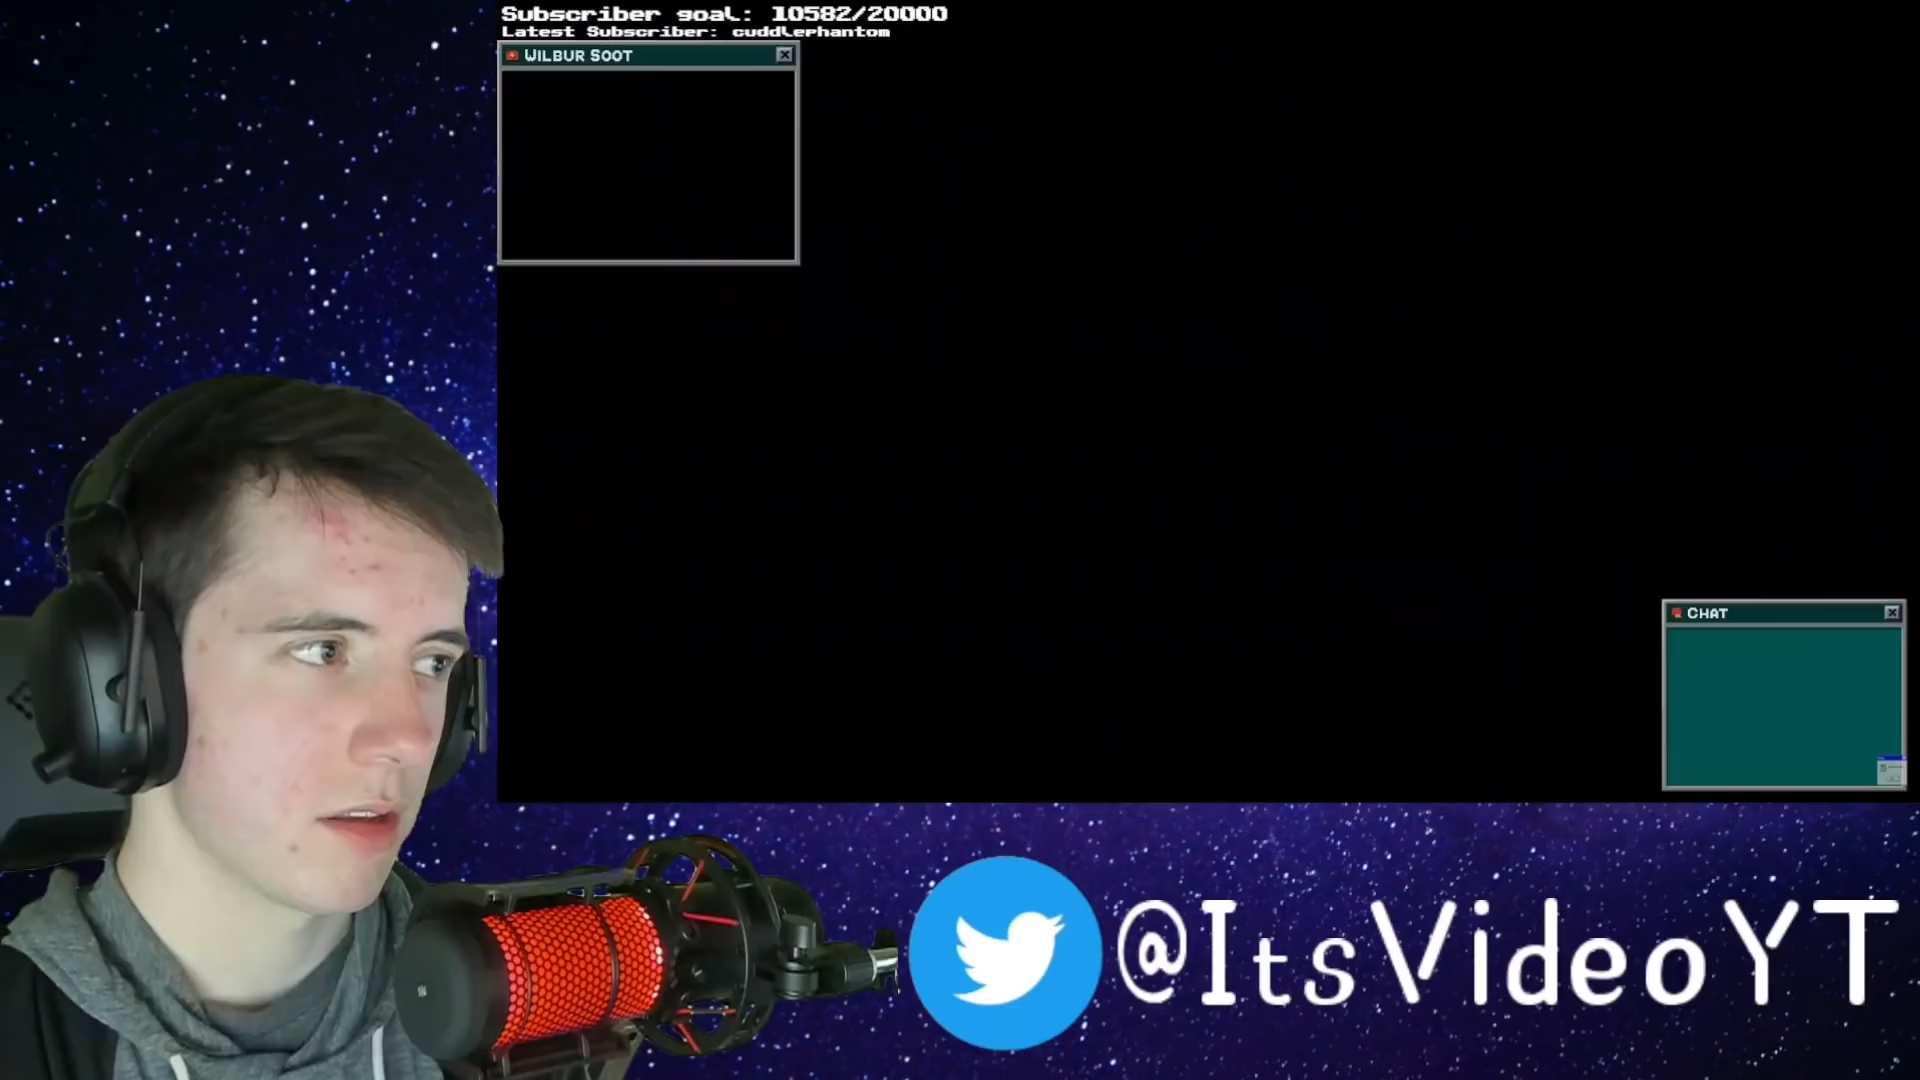 Subscriber goal: 10582/20000
Latest Subscriber: cuddlephantom
WILBUR SOOT
CHAT
@ItsVideoYT